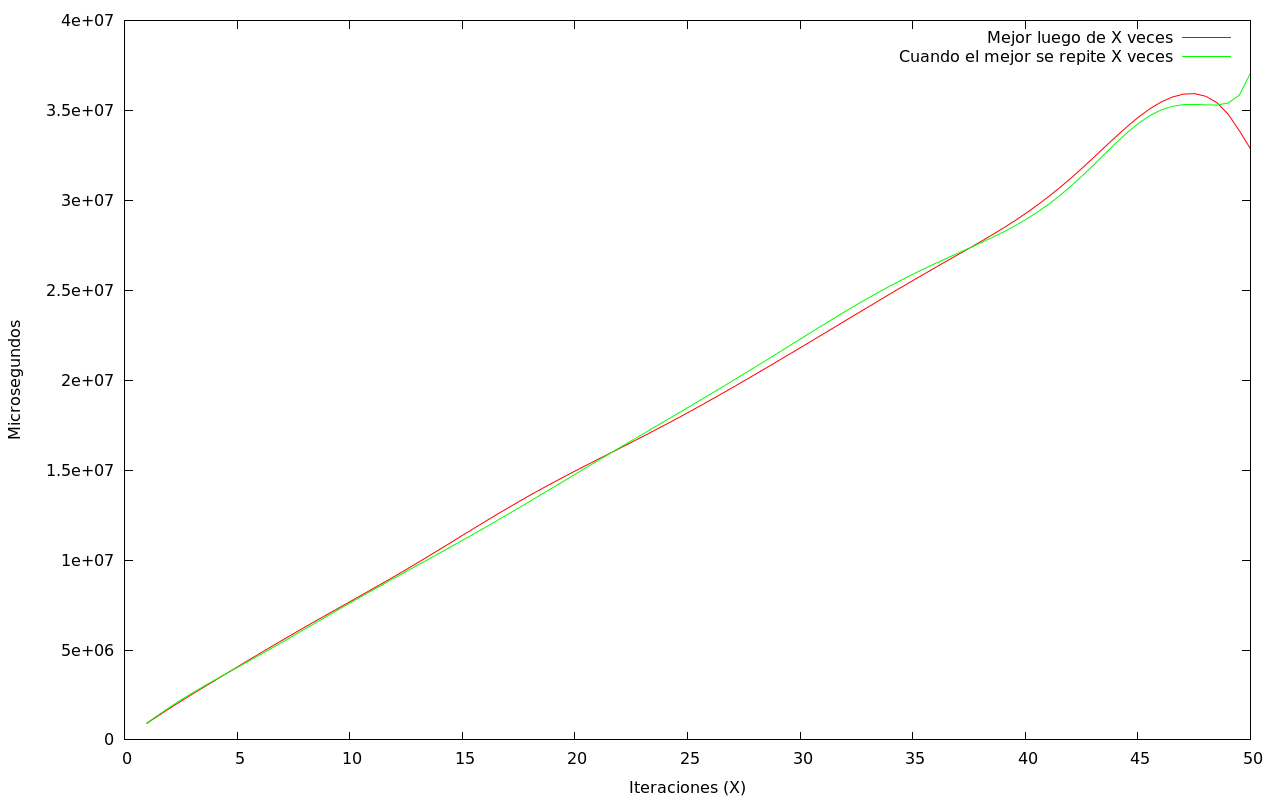 4e+07
3.5e+07
3e+07
2.5e+07
2e+07
1.5e+07
1e+07
5e+06
0
Microsegundos
Mejor luego de X veces
Cuando el mejor se repite X veces
0 5 10 15 20 25 30 35 40 45 50
Iteraciones (X)